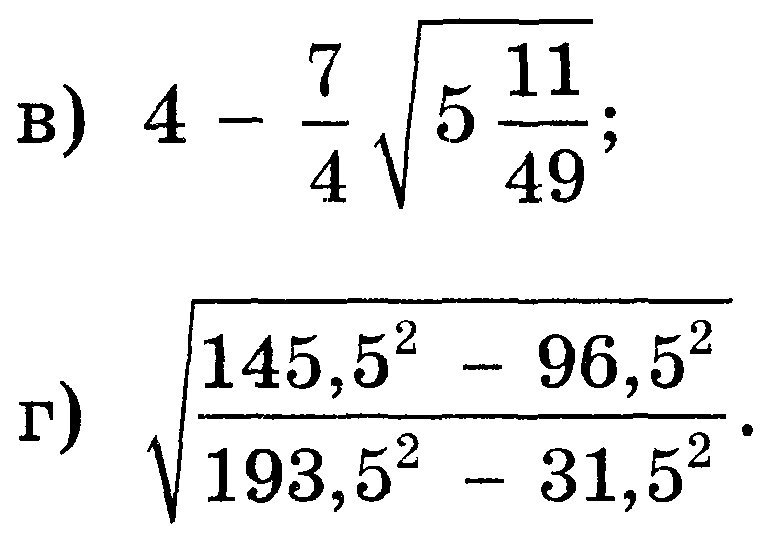 в) 4 − 7/4 √(5 11/49);
г) √((145,5² − 96,5²)/(193,5² − 31,5²)).